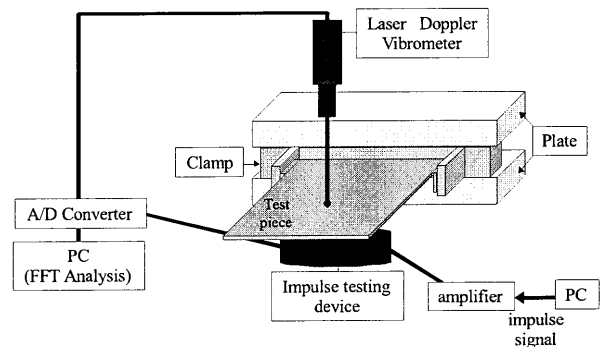 Laser Doppler
Vibrometer
Plate
Clamp
Test
piece
A/D Converter
PC
(FFT Analysis)
Impulse testing
device
amplifier
PC
impulse
signal